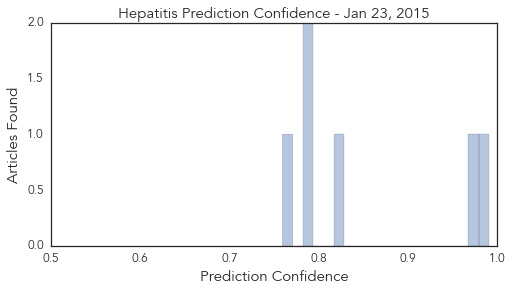 Hepatitis Prediction Confidence - Jan 23, 2015
Articles Found
2.0
1.5
1.0
0.5
0.0
0.5 0.6 0.7 0.8 0.9 1.0
Prediction Confidence